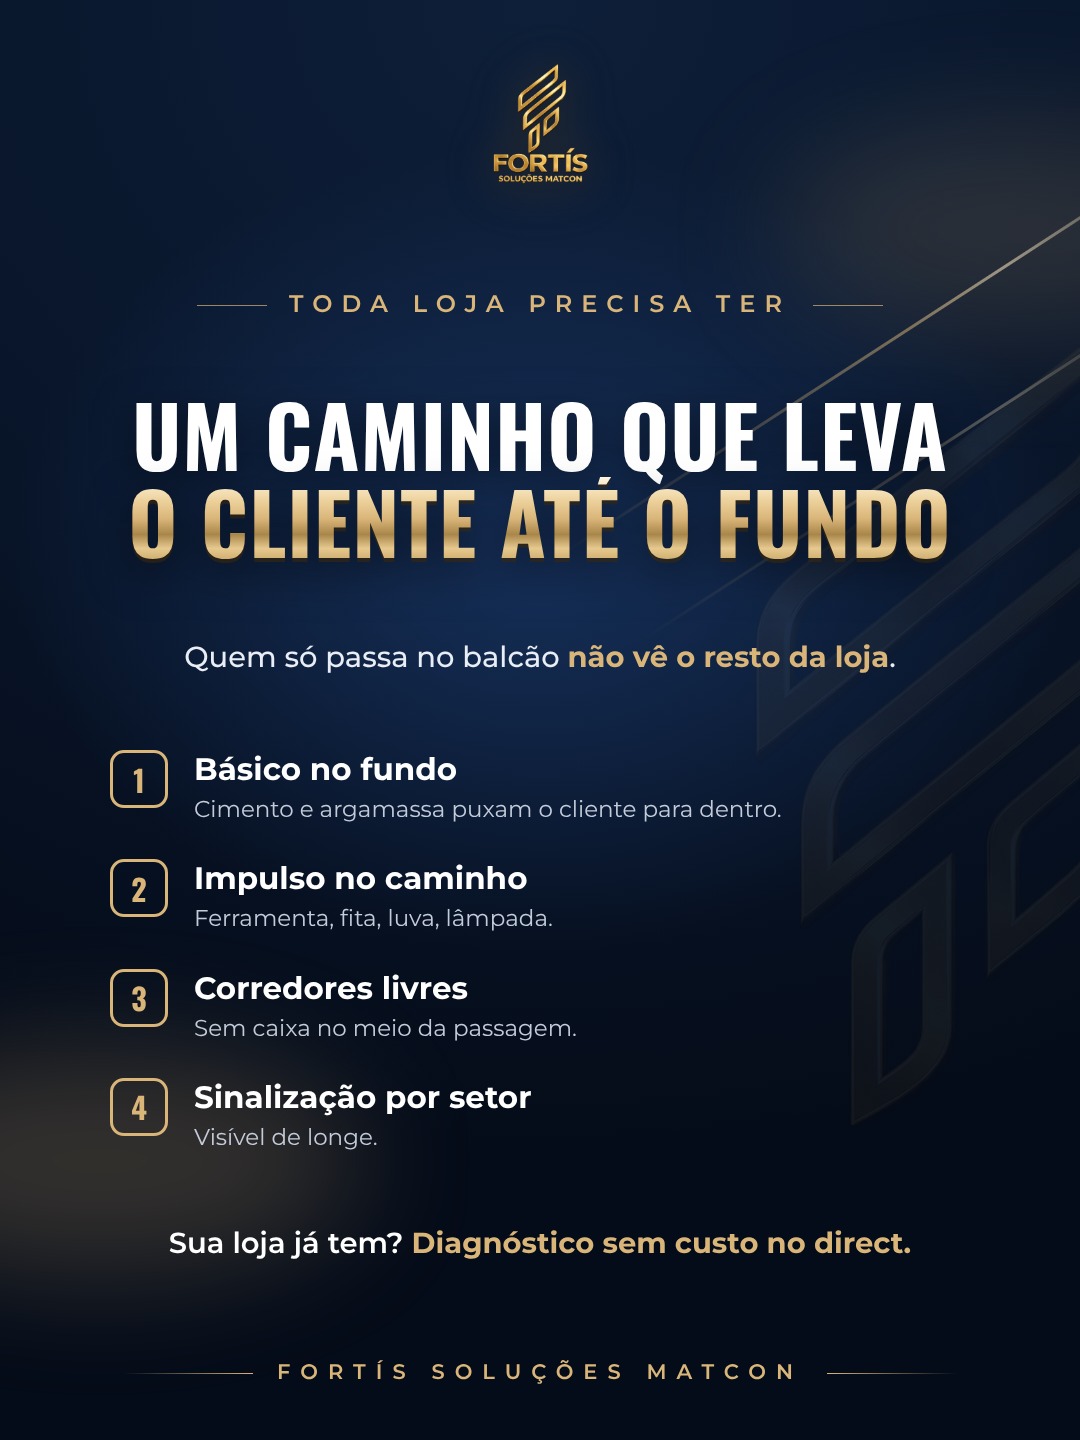 FORTÍS
SOLUÇÕES MATCON
TODA LOJA PRECISA TER
UM CAMINHO QUE LEVA
O CLIENTE ATÉ O FUNDO
Quem só passa no balcão não vê o resto da loja.
1
Básico no fundo
Cimento e argamassa puxam o cliente para dentro.
2
Impulso no caminho
Ferramenta, fita, luva, lâmpada.
3
Corredores livres
Sem caixa no meio da passagem.
4
Sinalização por setor
Visível de longe.
Sua loja já tem? Diagnóstico sem custo no direct.
FORTÍS SOLUÇÕES MATCON